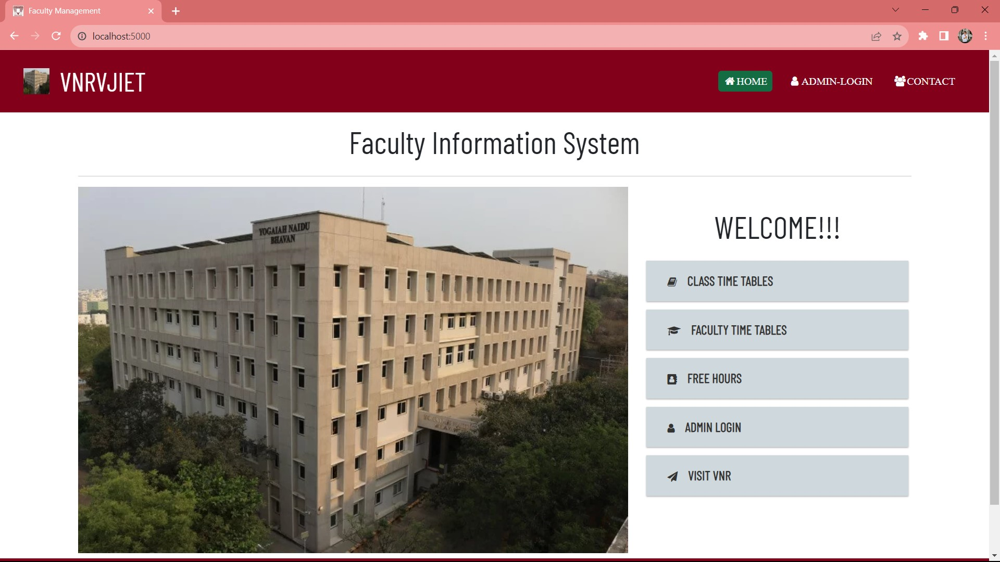 Faculty Management
localhost:5000
VNRVJIET
HOME
ADMIN-LOGIN
CONTACT
Faculty Information System
YOGAIAH NAIDU
BHAVAN
WELCOME!!!
CLASS TIME TABLES
FACULTY TIME TABLES
FREE HOURS
ADMIN LOGIN
VISIT VNR